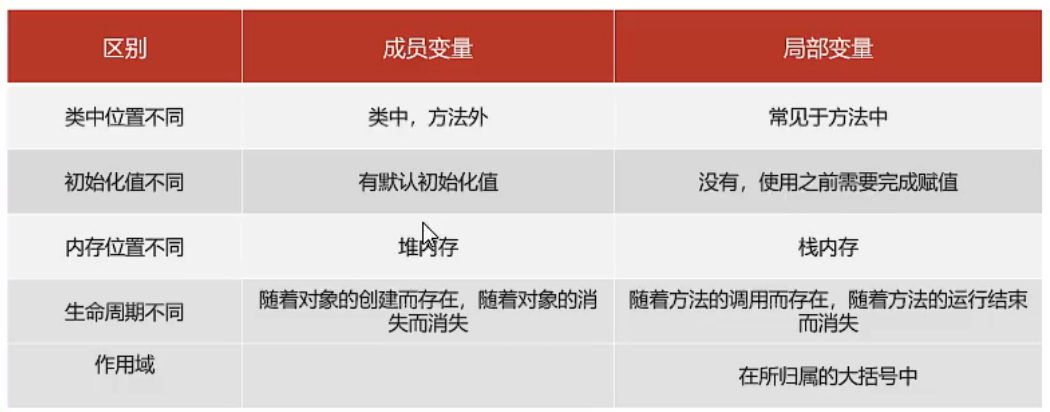 区别 成员变量 局部变量
类中位置不同 类中，方法外 常见于方法中
初始化值不同 有默认初始化值 没有，使用之前需要完成赋值
内存位置不同 堆内存 栈内存
生命周期不同 随着对象的创建而存在，随着对象的消 随着方法的调用而存在，随着方法的运行结束
失而消失 而消失
作用域 在所归属的大括号中